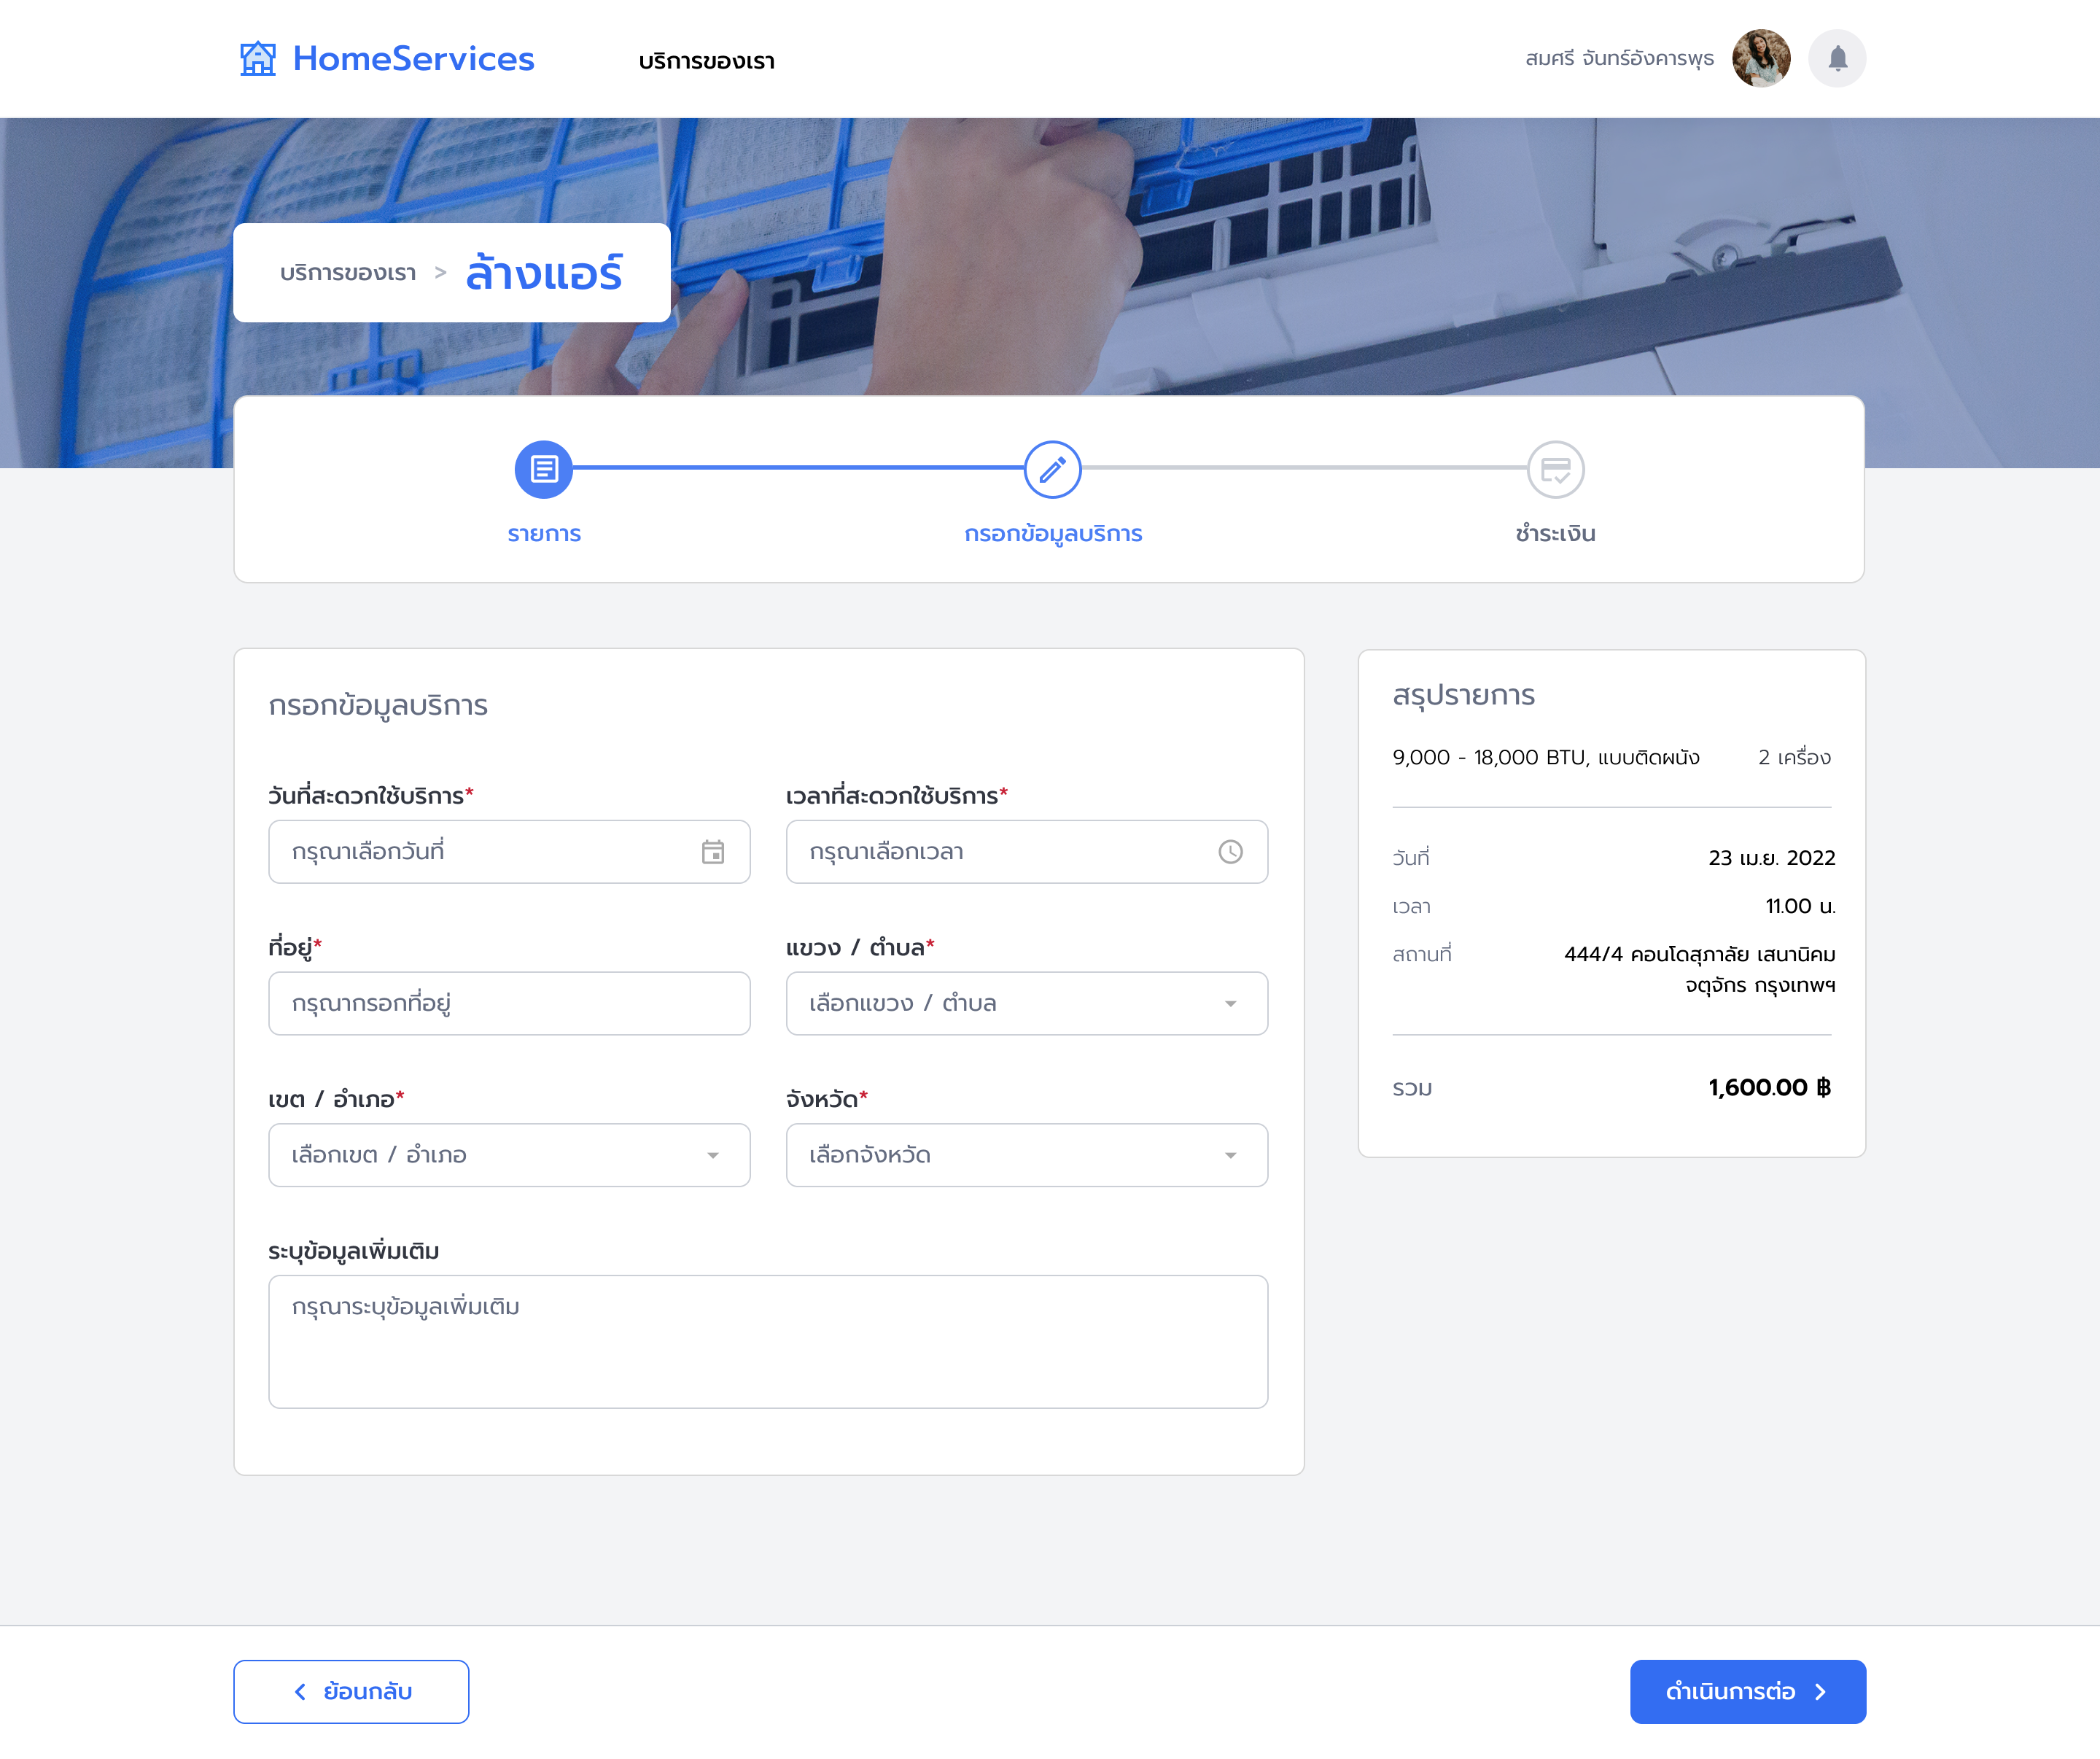 HomeServices
บริการของเรา
สมศรี จันทร์อังคารพุธ
บริการของเรา > ล้างแอร์
รายการ
กรอกข้อมูลบริการ
ชำระเงิน
กรอกข้อมูลบริการ
วันที่สะดวกใช้บริการ*
กรุณาเลือกวันที่
เวลาที่สะดวกใช้บริการ*
กรุณาเลือกเวลา
ที่อยู่*
กรุณากรอกที่อยู่
แขวง / ตำบล*
เลือกแขวง / ตำบล
เขต / อำเภอ*
เลือกเขต / อำเภอ
จังหวัด*
เลือกจังหวัด
ระบุข้อมูลเพิ่มเติม
กรุณาระบุข้อมูลเพิ่มเติม
สรุปรายการ
9,000 - 18,000 BTU, แบบติดผนัง 2 เครื่อง
วันที่ 23 เม.ย. 2022
เวลา 11.00 น.
สถานที่ 444/4 คอนโดสุภาลัย เสนานิคม
จตุจักร กรุงเทพฯ
รวม 1,600.00 ฿
ย้อนกลับ
ดำเนินการต่อ